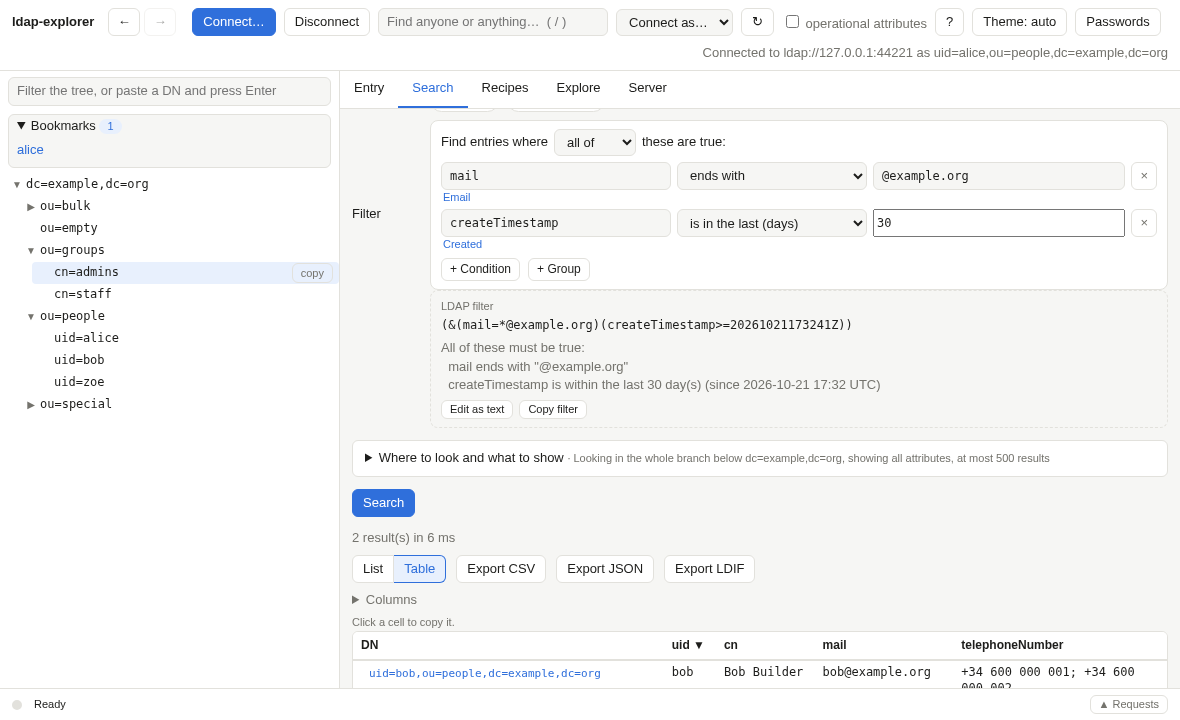 ldap-explorer ← → Connect… Disconnect Find anyone or anything… ( / ) Connect as… ↻ operational attributes ? Theme: auto Passwords
Connected to ldap://127.0.0.1:44221 as uid=alice,ou=people,dc=example,dc=org
Filter the tree, or paste a DN and press Enter
▼ Bookmarks 1
alice
▼ dc=example,dc=org
▶ ou=bulk
ou=empty
▼ ou=groups
cn=admins copy
cn=staff
▼ ou=people
uid=alice
uid=bob
uid=zoe
▶ ou=special
Entry Search Recipes Explore Server
Filter
Find entries where all of these are true:
mail ends with @example.org ×
Email
createTimestamp is in the last (days) 30 ×
Created
+ Condition + Group
LDAP filter
(&(mail=*@example.org)(createTimestamp>=20261021173241Z))
All of these must be true:
mail ends with "@example.org"
createTimestamp is within the last 30 day(s) (since 2026-10-21 17:32 UTC)
Edit as text Copy filter
▶ Where to look and what to show · Looking in the whole branch below dc=example,dc=org, showing all attributes, at most 500 results
Search
2 result(s) in 6 ms
List Table Export CSV Export JSON Export LDIF
▶ Columns
Click a cell to copy it.
DN uid ▼ cn mail telephoneNumber
uid=bob,ou=people,dc=example,dc=org bob Bob Builder bob@example.org +34 600 000 001; +34 600
000 002
Ready ▲ Requests